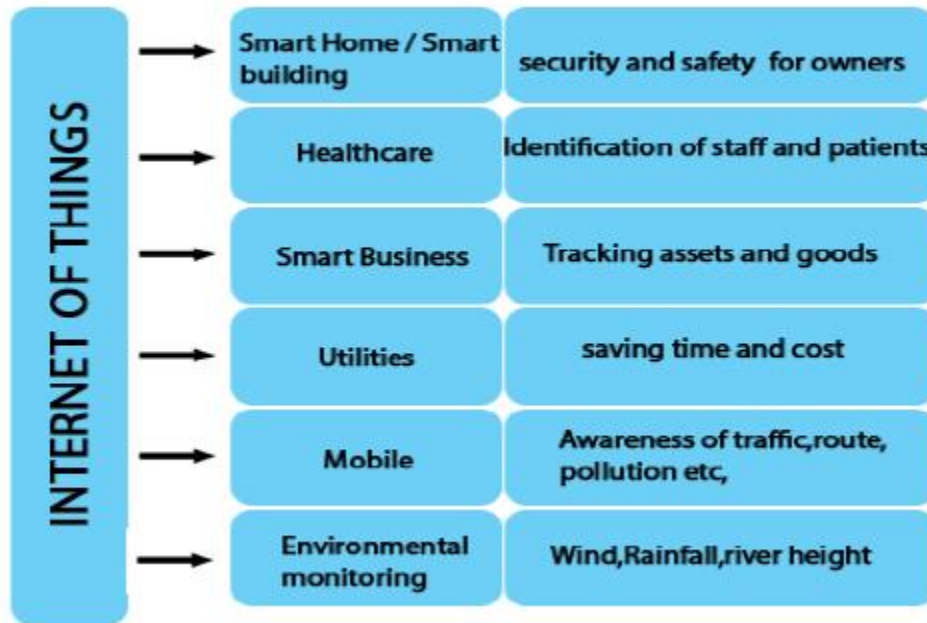 INTERNET OF THINGS
Smart Home / Smart
building
security and safety for owners
Healthcare
Identification of staff and patients
Smart Business
Tracking assets and goods
Utilities
saving time and cost
Mobile
Awareness of traffic,route,
pollution etc,
Environmental
monitoring
Wind,Rainfall,river height